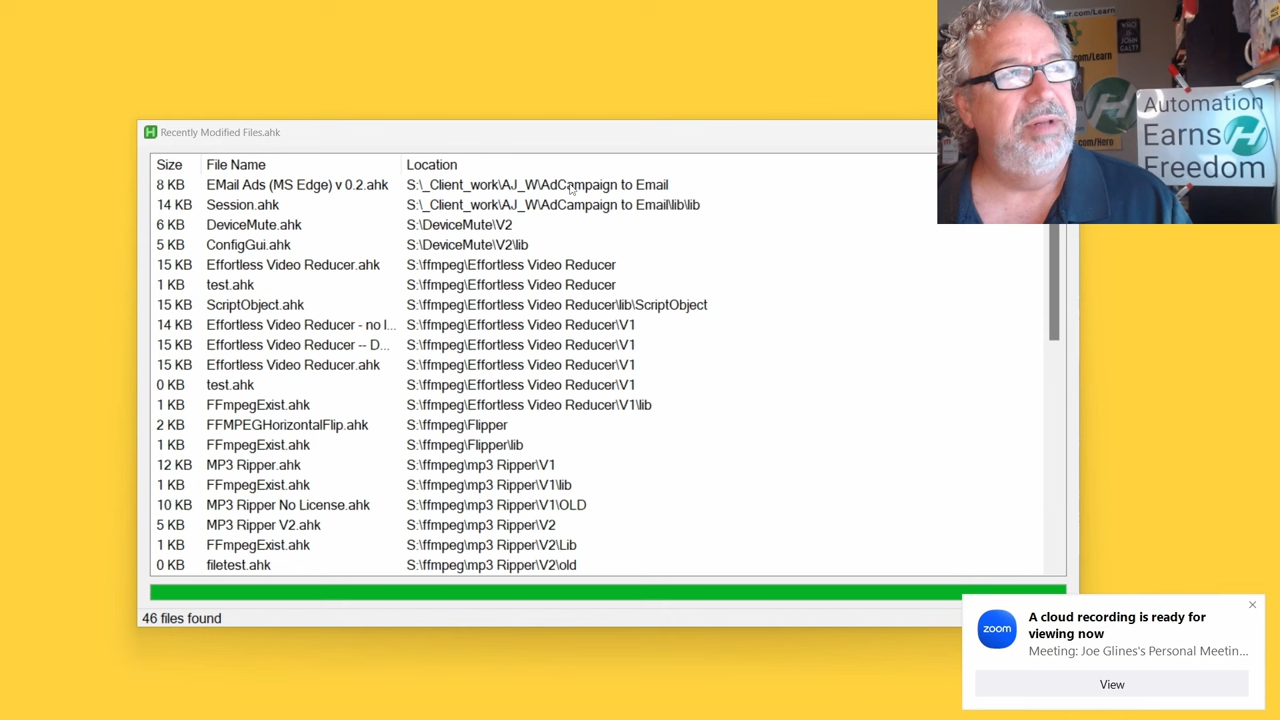 Recently Modified Files.ahk
Size File Name Location
8 KB EMail Ads (MS Edge) v 0.2.ahk S:\_Client_work\AJ_W\AdCampaign to Email
14 KB Session.ahk S:\_Client_work\AJ_W\AdCampaign to Email\lib\lib
6 KB DeviceMute.ahk S:\DeviceMute\V2
5 KB ConfigGui.ahk S:\DeviceMute\V2\lib
15 KB Effortless Video Reducer.ahk S:\ffmpeg\Effortless Video Reducer
1 KB test.ahk S:\ffmpeg\Effortless Video Reducer
15 KB ScriptObject.ahk S:\ffmpeg\Effortless Video Reducer\lib\ScriptObject
14 KB Effortless Video Reducer - no l... S:\ffmpeg\Effortless Video Reducer\V1
15 KB Effortless Video Reducer -- D... S:\ffmpeg\Effortless Video Reducer\V1
15 KB Effortless Video Reducer.ahk S:\ffmpeg\Effortless Video Reducer\V1
0 KB test.ahk S:\ffmpeg\Effortless Video Reducer\V1
1 KB FFmpegExist.ahk S:\ffmpeg\Effortless Video Reducer\V1\lib
2 KB FFMPEGHorizontalFlip.ahk S:\ffmpeg\Flipper
1 KB FFmpegExist.ahk S:\ffmpeg\Flipper\lib
12 KB MP3 Ripper.ahk S:\ffmpeg\mp3 Ripper\V1
1 KB FFmpegExist.ahk S:\ffmpeg\mp3 Ripper\V1\lib
10 KB MP3 Ripper No License.ahk S:\ffmpeg\mp3 Ripper\V1\OLD
5 KB MP3 Ripper V2.ahk S:\ffmpeg\mp3 Ripper\V2
1 KB FFmpegExist.ahk S:\ffmpeg\mp3 Ripper\V2\Lib
0 KB filetest.ahk S:\ffmpeg\mp3 Ripper\V2\old
46 files found
WHO IS JOHN GALT?
Automation
Earns
Freedom
zoom
A cloud recording is ready for
viewing now
Meeting: Joe Glines's Personal Meetin...
View